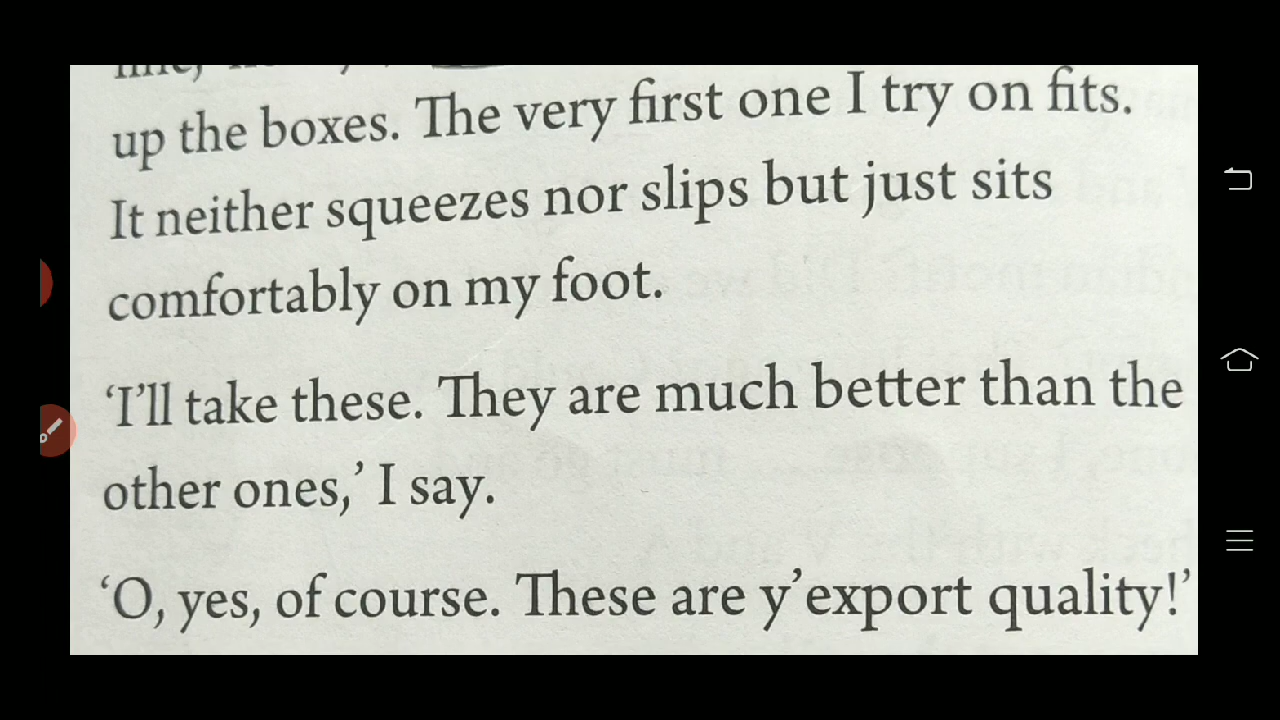 up the boxes. The very first one I try on fits.
It neither squeezes nor slips but just sits
comfortably on my foot.
‘I’ll take these. They are much better than the
other ones,’ I say.
‘O, yes, of course. These are y’export quality!’